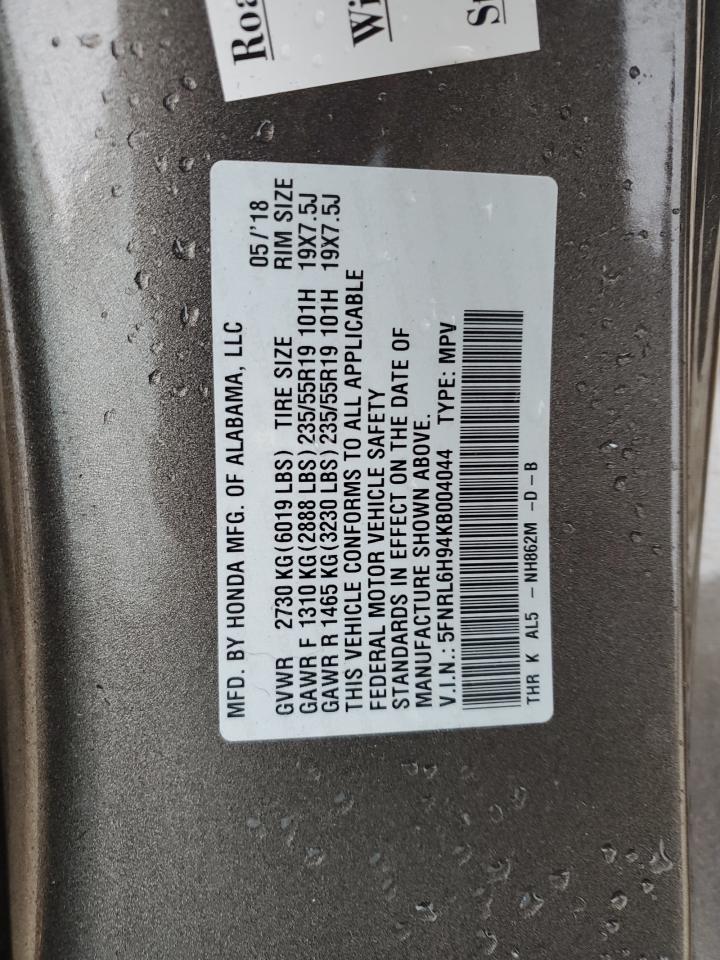 MFD. BY HONDA MFG. OF ALABAMA, LLC 05/'18
GVWR 2730 KG(6019 LBS) TIRE SIZE RIM SIZE
GAWR F 1310 KG(2888 LBS)235/55R19 101H 19X7.5J
GAWR R 1465 KG(3230 LBS)235/55R19 101H 19X7.5J
THIS VEHICLE CONFORMS TO ALL APPLICABLE
FEDERAL MOTOR VEHICLE SAFETY
STANDARDS IN EFFECT ON THE DATE OF
MANUFACTURE SHOWN ABOVE.
V.I.N.: 5FNRL6H94KB004044 TYPE: MPV
THR K AL5 - NH862M -D-B